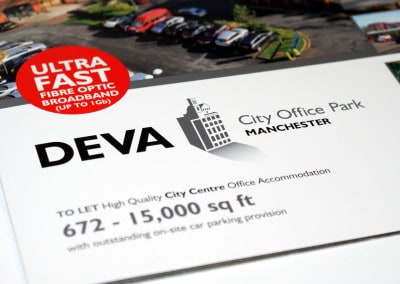 ULTRA
FAST
FIBRE OPTIC
BROADBAND
(UP TO 1Gb)
DEVA
City Office Park
MANCHESTER
TO LET High Quality City Centre Office Accommodation
672 - 15,000 sq ft
with outstanding on-site car parking provision